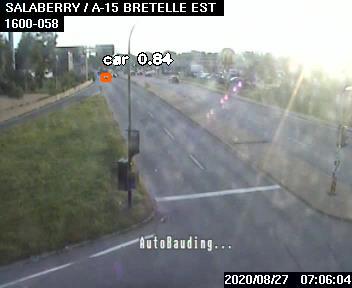 SALABERRY / A-15 BRETELLE EST
1600-058
car 0.84
AutoBauding...
2020/08/27 07:06:04